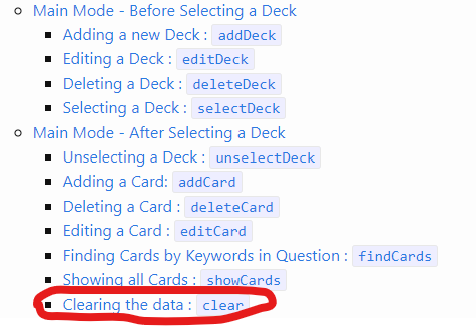 Main Mode - Before Selecting a Deck
Adding a new Deck : addDeck
Editing a Deck : editDeck
Deleting a Deck : deleteDeck
Selecting a Deck : selectDeck
Main Mode - After Selecting a Deck
Unselecting a Deck : unselectDeck
Adding a Card: addCard
Deleting a Card : deleteCard
Editing a Card : editCard
Finding Cards by Keywords in Question : findCards
Showing all Cards : showCards
Clearing the data : clear